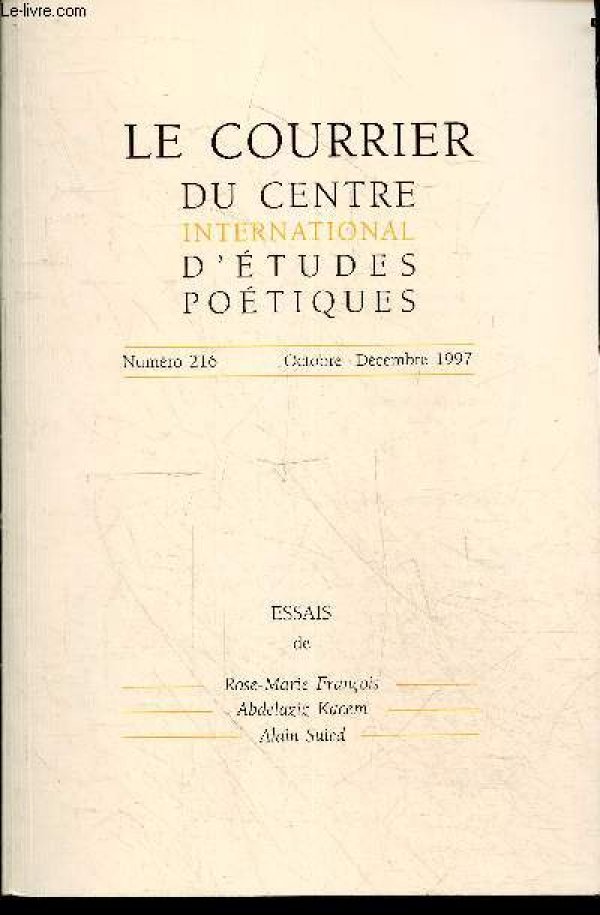 Le-livre.com
LE COURRIER
DU CENTRE
INTERNATIONAL
D'ÉTUDES
POÉTIQUES
Numéro 216 Octobre - Décembre 1997
ESSAIS
de
Rose-Marie François
Abdelaziz Kacem
Alain Suied